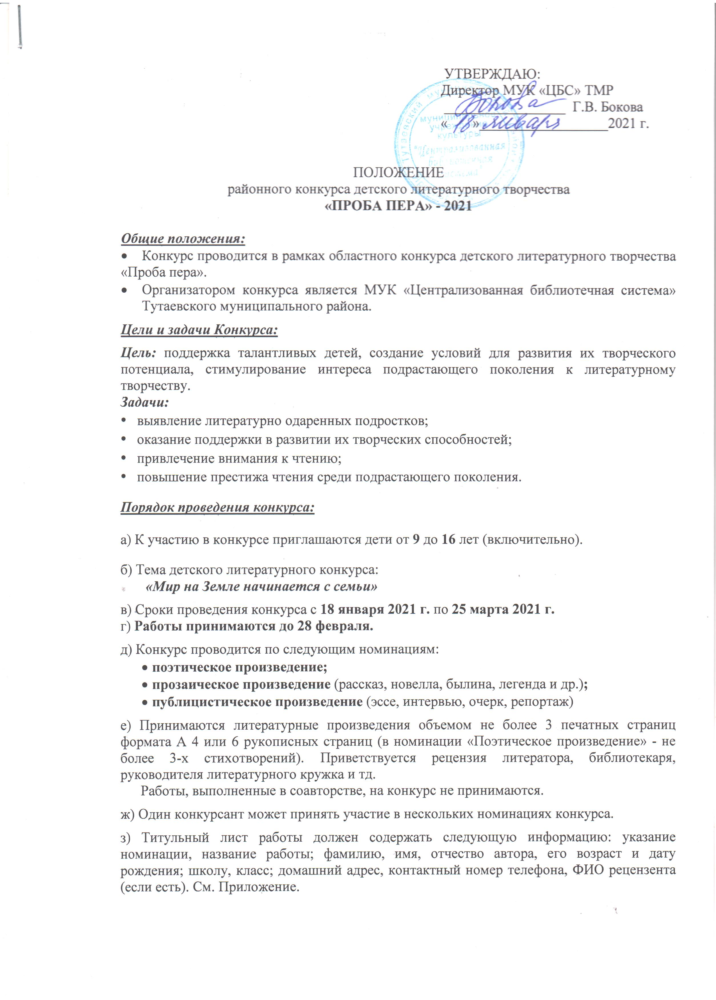 УТВЕРЖДАЮ:
Директор МУК «ЦБС» ТМР
Бокова Г.В. Бокова
«18» января 2021 г.
муниципальное
учреждение
культуры
"Централизованная
библиотечная
система"
Тутаевский
ПОЛОЖЕНИЕ
районного конкурса детского литературного творчества
«ПРОБА ПЕРА» - 2021
Общие положения:
• Конкурс проводится в рамках областного конкурса детского литературного творчества
«Проба пера».
• Организатором конкурса является МУК «Централизованная библиотечная система»
Тутаевского муниципального района.
Цели и задачи Конкурса:
Цель: поддержка талантливых детей, создание условий для развития их творческого
потенциала, стимулирование интереса подрастающего поколения к литературному
творчеству.
Задачи:
• выявление литературно одаренных подростков;
• оказание поддержки в развитии их творческих способностей;
• привлечение внимания к чтению;
• повышение престижа чтения среди подрастающего поколения.
Порядок проведения конкурса:
а) К участию в конкурсе приглашаются дети от 9 до 16 лет (включительно).
б) Тема детского литературного конкурса:
«Мир на Земле начинается с семьи»
в) Сроки проведения конкурса с 18 января 2021 г. по 25 марта 2021 г.
г) Работы принимаются до 28 февраля.
д) Конкурс проводится по следующим номинациям:
• поэтическое произведение;
• прозаическое произведение (рассказ, новелла, былина, легенда и др.);
• публицистическое произведение (эссе, интервью, очерк, репортаж)
е) Принимаются литературные произведения объемом не более 3 печатных страниц
формата А 4 или 6 рукописных страниц (в номинации «Поэтическое произведение» - не
более 3-х стихотворений). Приветствуется рецензия литератора, библиотекаря,
руководителя литературного кружка и тд.
Работы, выполненные в соавторстве, на конкурс не принимаются.
ж) Один конкурсант может принять участие в нескольких номинациях конкурса.
з) Титульный лист работы должен содержать следующую информацию: указание
номинации, название работы; фамилию, имя, отчество автора, его возраст и дату
рождения; школу, класс; домашний адрес, контактный номер телефона, ФИО рецензента
(если есть). См. Приложение.